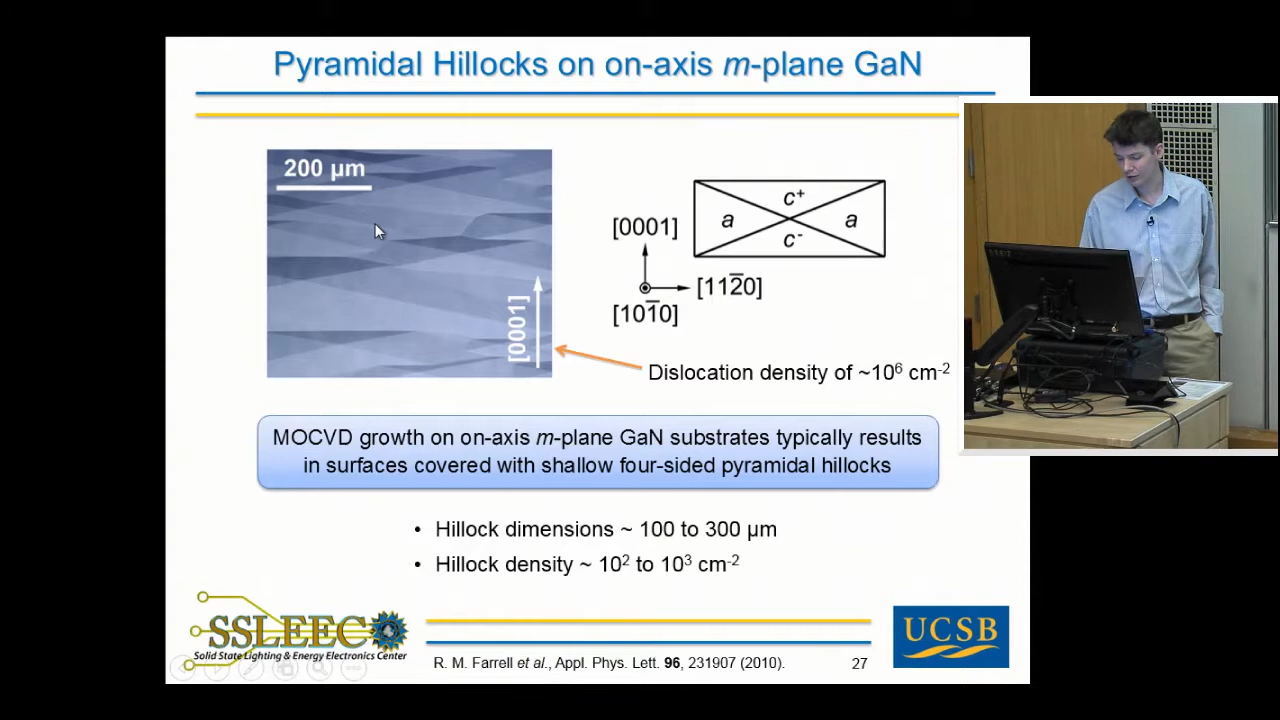 Pyramidal Hillocks on on-axis m-plane GaN
200 µm
[0001]
c⁺
a
a
c⁻
[0001]
[112̅0]
[101̅0]
Dislocation density of ~10⁶ cm⁻²
MOCVD growth on on-axis m-plane GaN substrates typically results
in surfaces covered with shallow four-sided pyramidal hillocks
• Hillock dimensions ~ 100 to 300 µm
• Hillock density ~ 10² to 10³ cm⁻²
SSLEEC
Solid State Lighting & Energy Electronics Center
R. M. Farrell et al., Appl. Phys. Lett. 96, 231907 (2010).
27
UCSB